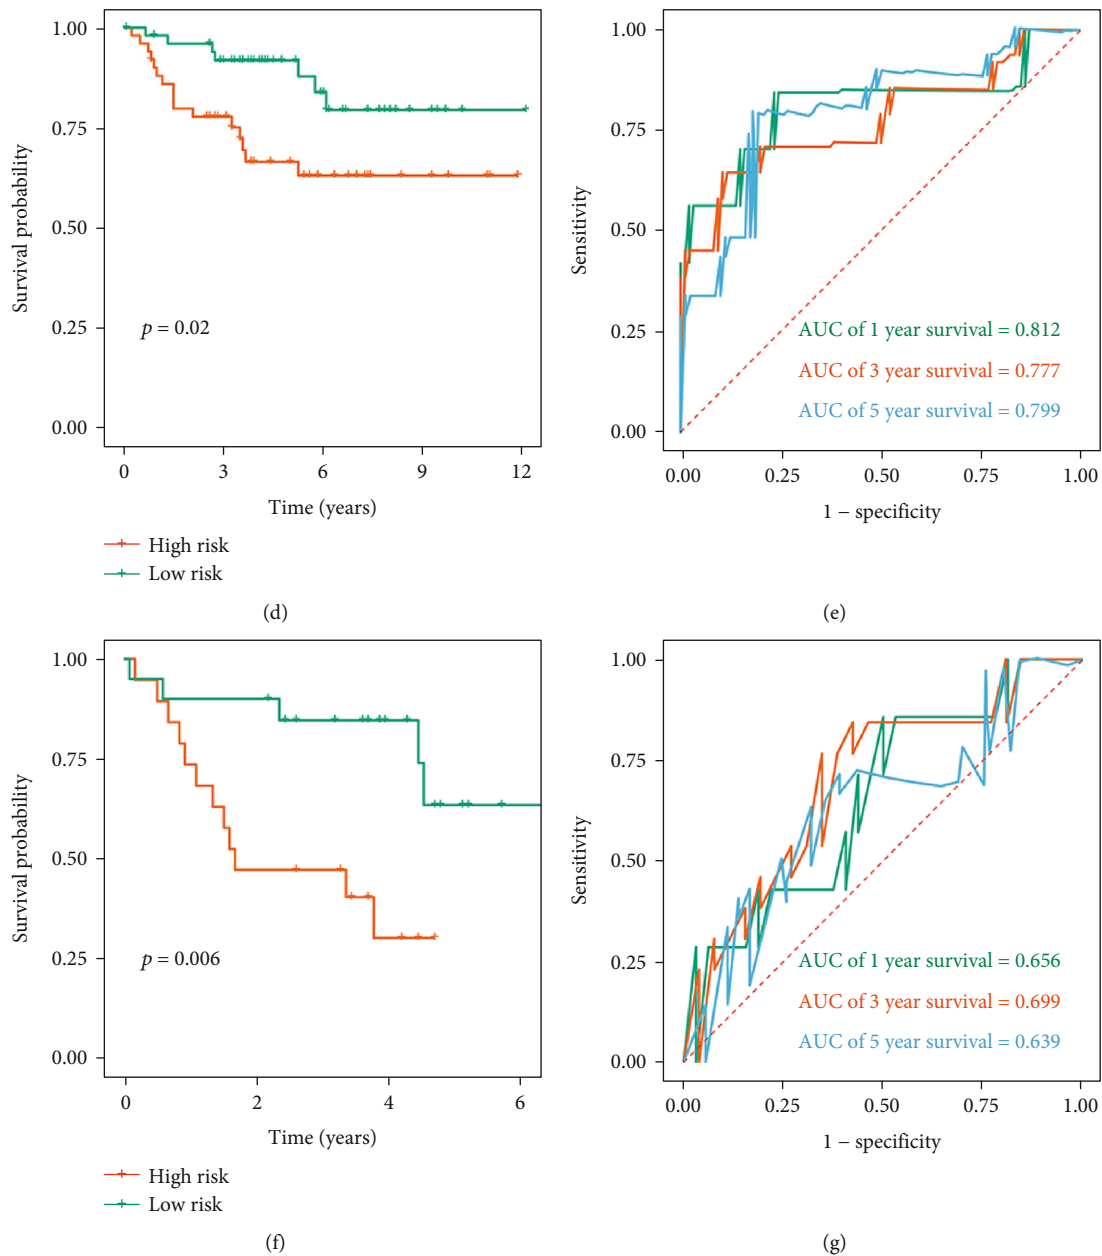 1.00
0.75
0.50
0.25
0.00
Survival probability
p = 0.02
0 3 6 9 12
Time (years)
High risk
Low risk
(d)
1.00
0.75
0.50
0.25
0.00
Sensitivity
AUC of 1 year survival = 0.812
AUC of 3 year survival = 0.777
AUC of 5 year survival = 0.799
0.00 0.25 0.50 0.75 1.00
1 − specificity
(e)
1.00
0.75
0.50
0.25
0.00
Survival probability
p = 0.006
0 2 4 6
Time (years)
High risk
Low risk
(f)
1.00
0.75
0.50
0.25
0.00
Sensitivity
AUC of 1 year survival = 0.656
AUC of 3 year survival = 0.699
AUC of 5 year survival = 0.639
0.00 0.25 0.50 0.75 1.00
1 − specificity
(g)